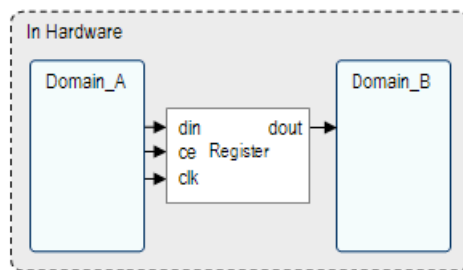 In Hardware
Domain_A
Domain_B
din dout
ce Register
clk